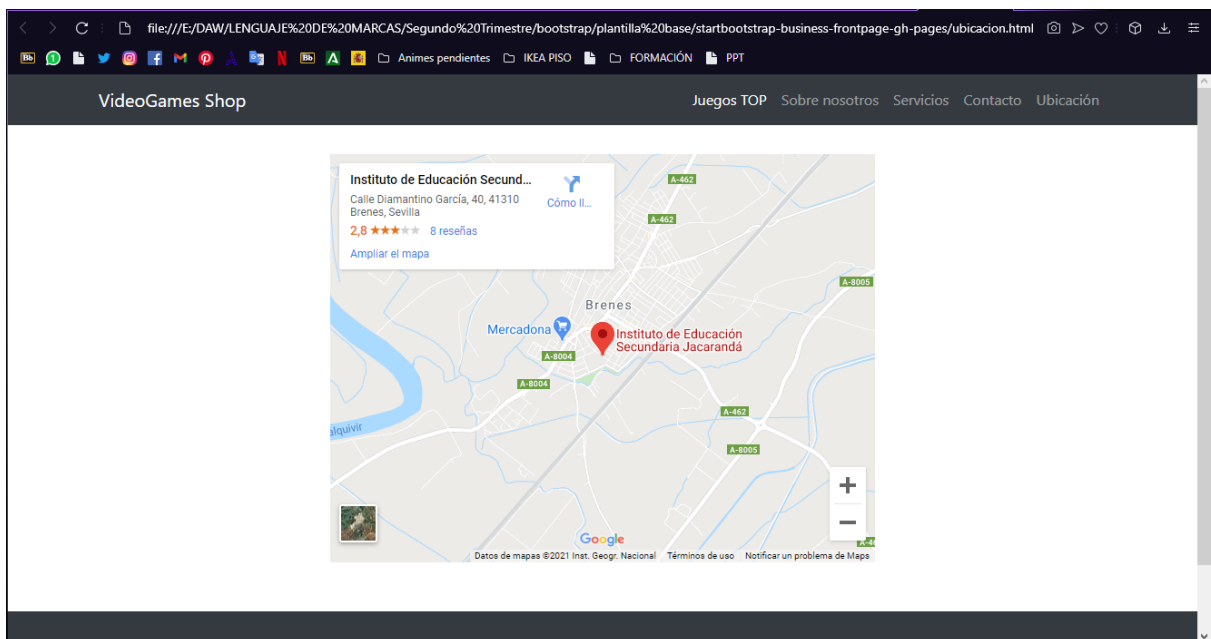 file:///E:/DAW/LENGUAJE%20DE%20MARCAS/Segundo%20Trimestre/bootstrap/plantilla%20base/startbootstrap-business-frontpage-gh-pages/ubicacion.html
Bb 1 Bb Animes pendientes IKEA PISO FORMACIÓN PPT
VideoGames Shop Juegos TOP Sobre nosotros Servicios Contacto Ubicación
Instituto de Educación Secund...
Calle Diamantino García, 40, 41310
Brenes, Sevilla
Cómo ll...
2,8 8 reseñas
Ampliar el mapa
A-462
A-462
A-8005
Brenes
Mercadona
Instituto de Educación
Secundaria Jacarandá
A-8004
A-8004
A-462
alquivir
A-8005
+
−
Google
Datos de mapas ©2021 Inst. Geogr. Nacional Términos de uso Notificar un problema de Maps